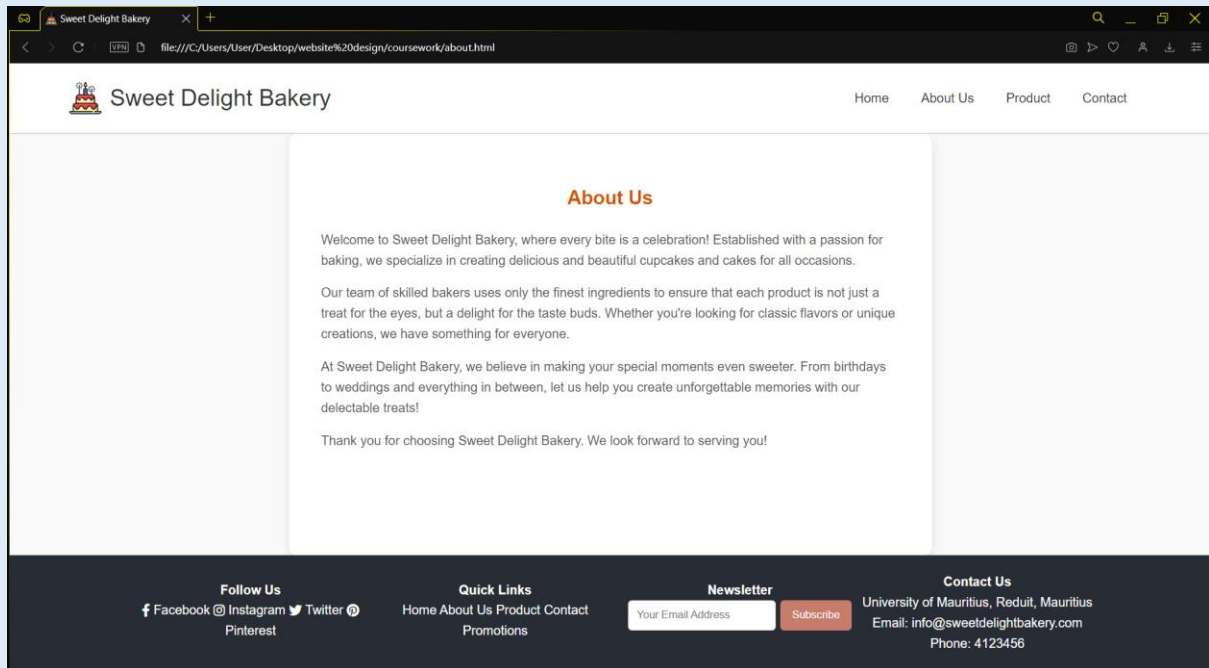 Sweet Delight Bakery
VPN
file:///C:/Users/User/Desktop/website%20design/coursework/about.html
Sweet Delight Bakery
Home About Us Product Contact
About Us
Welcome to Sweet Delight Bakery, where every bite is a celebration! Established with a passion for
baking, we specialize in creating delicious and beautiful cupcakes and cakes for all occasions.
Our team of skilled bakers uses only the finest ingredients to ensure that each product is not just a
treat for the eyes, but a delight for the taste buds. Whether you're looking for classic flavors or unique
creations, we have something for everyone.
At Sweet Delight Bakery, we believe in making your special moments even sweeter. From birthdays
to weddings and everything in between, let us help you create unforgettable memories with our
delectable treats!
Thank you for choosing Sweet Delight Bakery. We look forward to serving you!
Follow Us
Facebook Instagram Twitter
Pinterest
Quick Links
Home About Us Product Contact
Promotions
Newsletter
Your Email Address
Subscribe
Contact Us
University of Mauritius, Reduit, Mauritius
Email: info@sweetdelightbakery.com
Phone: 4123456